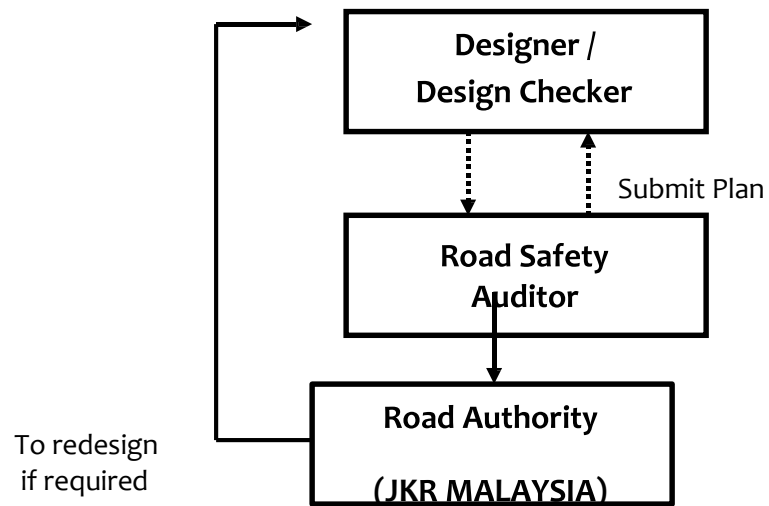 Designer /
Design Checker
Submit Plan
Road Safety
Auditor
Road Authority
(JKR MALAYSIA)
To redesign
if required